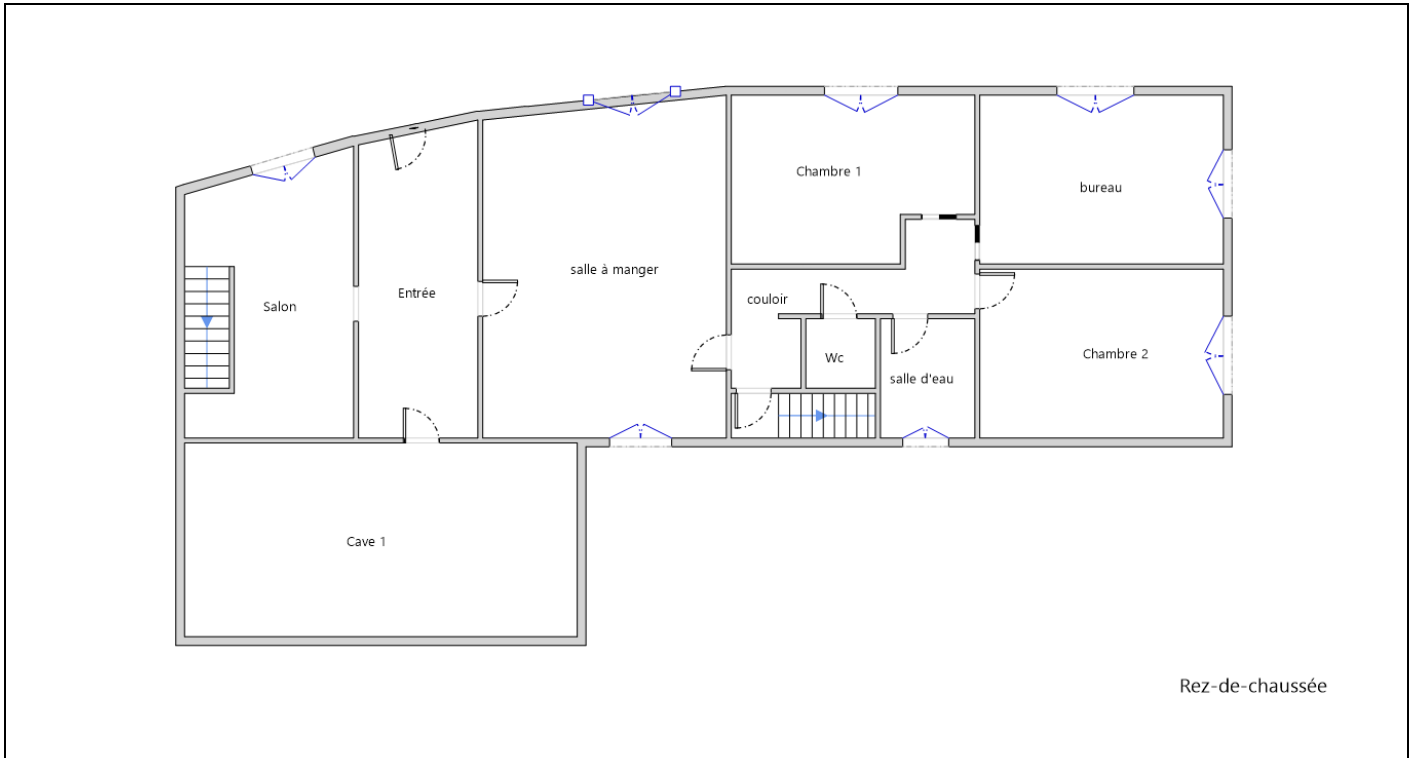 Chambre 1
bureau
salle à manger
Entrée
couloir
Salon
Chambre 2
Wc
salle d'eau
Cave 1
Rez-de-chaussée